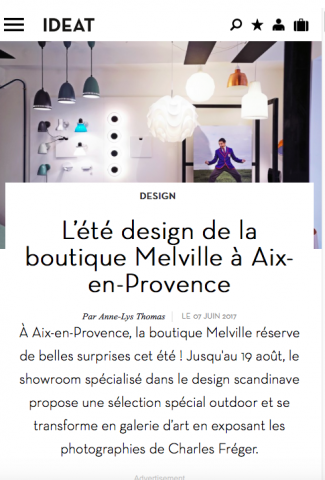 IDEAT
DESIGN
L'été design de la
boutique Melville à Aix-
en-Provence
Par Anne-Lys Thomas | LE 07 JUIN 2017
À Aix-en-Provence, la boutique Melville réserve
de belles surprises cet été ! Jusqu'au 19 août, le
showroom spécialisé dans le design scandinave
propose une sélection spécial outdoor et se
transforme en galerie d'art en exposant les
photographies de Charles Fréger.
Advertisement